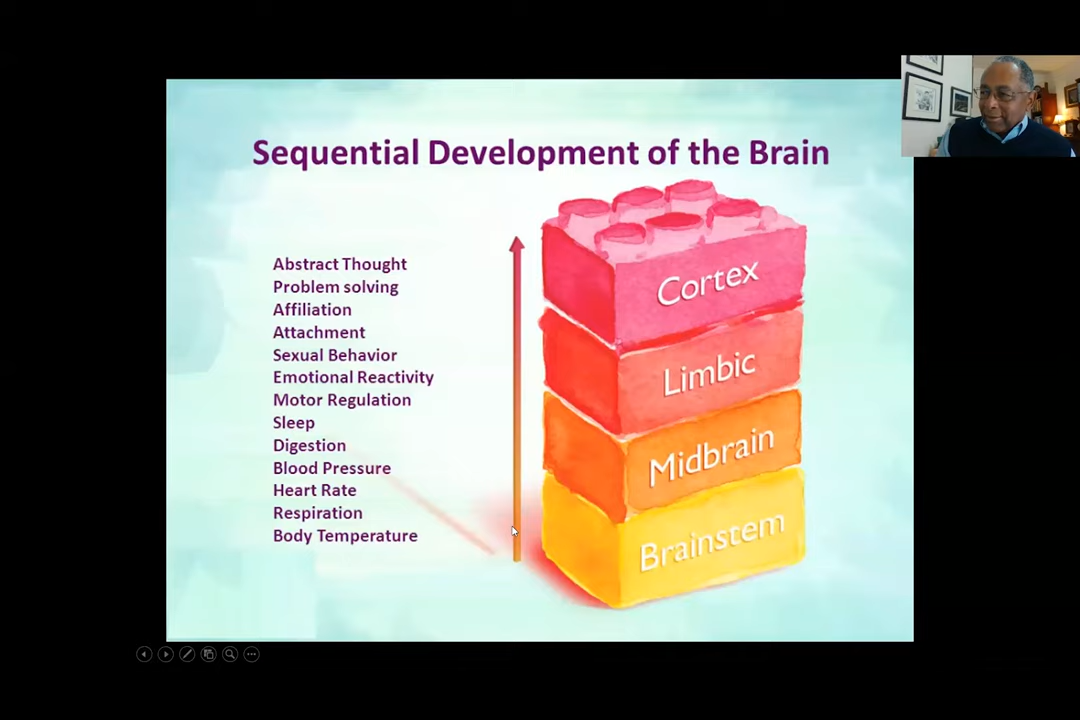 Sequential Development of the Brain
Abstract Thought
Problem solving
Affiliation
Attachment
Sexual Behavior
Emotional Reactivity
Motor Regulation
Sleep
Digestion
Blood Pressure
Heart Rate
Respiration
Body Temperature
Cortex
Limbic
Midbrain
Brainstem